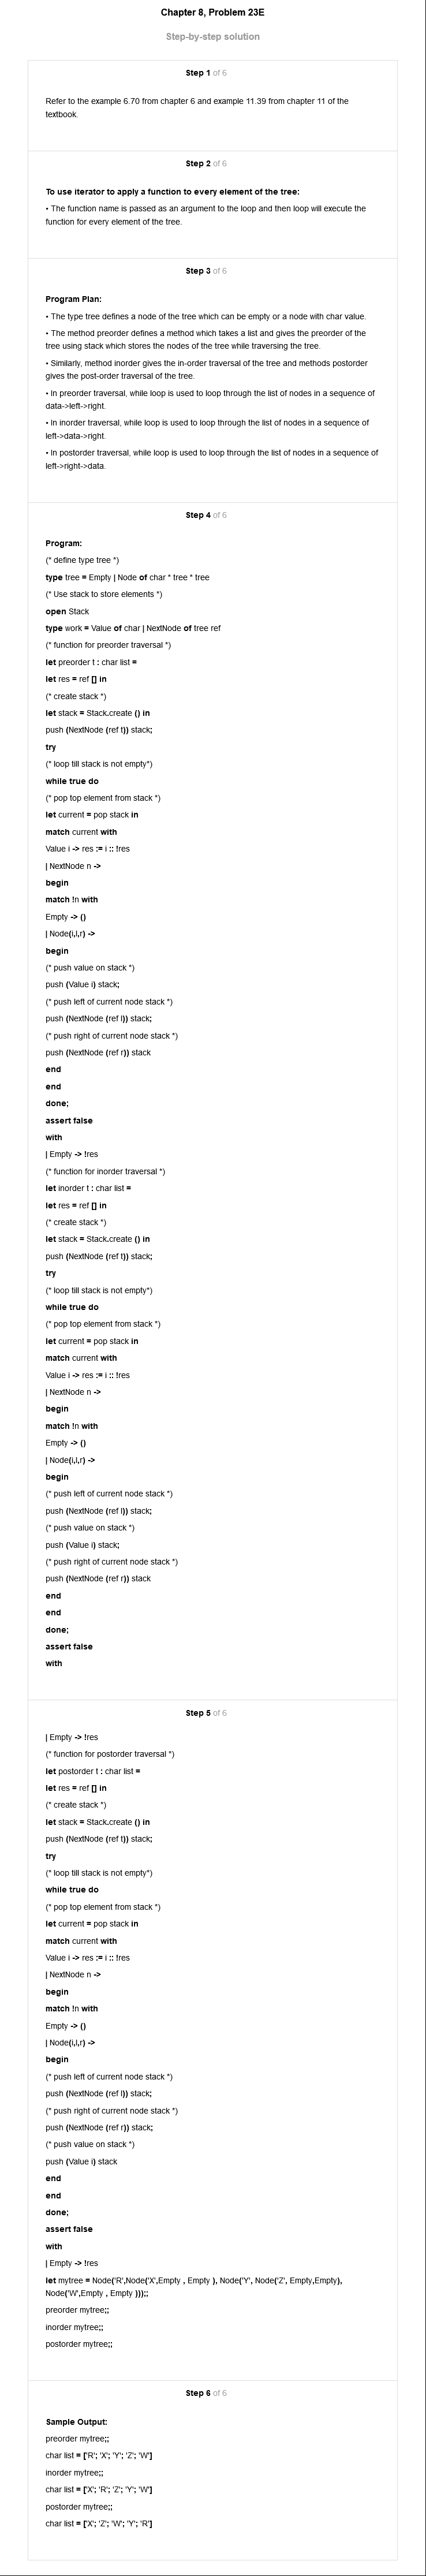 Chapter 8, Problem 23E
Step-by-step solution
Step 1 of 6
Refer to the example 6.70 from chapter 6 and example 11.39 from chapter 11 of the
textbook.
Step 2 of 6
To use iterator to apply a function to every element of the tree:
• The function name is passed as an argument to the loop and then loop will execute the
function for every element of the tree.
Step 3 of 6
Program Plan:
• The type tree defines a node of the tree which can be empty or a node with char value.
• The method preorder defines a method which takes a list and gives the preorder of the
tree using stack which stores the nodes of the tree while traversing the tree.
• Similarly, method inorder gives the in-order traversal of the tree and methods postorder
gives the post-order traversal of the tree.
• In preorder traversal, while loop is used to loop through the list of nodes in a sequence of
data->left->right.
• In inorder traversal, while loop is used to loop through the list of nodes in a sequence of
left->data->right.
• In postorder traversal, while loop is used to loop through the list of nodes in a sequence of
left->right->data.
Step 4 of 6
Program:
(* define type tree *)
type tree = Empty | Node of char * tree * tree
(* Use stack to store elements *)
open Stack
type work = Value of char | NextNode of tree ref
(* function for preorder traversal *)
let preorder t : char list =
let res = ref [] in
(* create stack *)
let stack = Stack.create () in
push (NextNode (ref t)) stack;
try
(* loop till stack is not empty*)
while true do
(* pop top element from stack *)
let current = pop stack in
match current with
Value i -> res := i :: !res
| NextNode n ->
begin
match !n with
Empty -> ()
| Node(i,l,r) ->
begin
(* push value on stack *)
push (Value i) stack;
(* push left of current node stack *)
push (NextNode (ref l)) stack;
(* push right of current node stack *)
push (NextNode (ref r)) stack
end
end
done;
assert false
with
| Empty -> !res
(* function for inorder traversal *)
let inorder t : char list =
let res = ref [] in
(* create stack *)
let stack = Stack.create () in
push (NextNode (ref t)) stack;
try
(* loop till stack is not empty*)
while true do
(* pop top element from stack *)
let current = pop stack in
match current with
Value i -> res := i :: !res
| NextNode n ->
begin
match !n with
Empty -> ()
| Node(i,l,r) ->
begin
(* push left of current node stack *)
push (NextNode (ref l)) stack;
(* push value on stack *)
push (Value i) stack;
(* push right of current node stack *)
push (NextNode (ref r)) stack
end
end
done;
assert false
with
Step 5 of 6
| Empty -> !res
(* function for postorder traversal *)
let postorder t : char list =
let res = ref [] in
(* create stack *)
let stack = Stack.create () in
push (NextNode (ref t)) stack;
try
(* loop till stack is not empty*)
while true do
(* pop top element from stack *)
let current = pop stack in
match current with
Value i -> res := i :: !res
| NextNode n ->
begin
match !n with
Empty -> ()
| Node(i,l,r) ->
begin
(* push left of current node stack *)
push (NextNode (ref l)) stack;
(* push right of current node stack *)
push (NextNode (ref r)) stack;
(* push value on stack *)
push (Value i) stack
end
end
done;
assert false
with
| Empty -> !res
let mytree = Node('R',Node('X',Empty , Empty ), Node('Y', Node('Z', Empty,Empty),
Node('W',Empty , Empty )));;
preorder mytree;;
inorder mytree;;
postorder mytree;;
Step 6 of 6
Sample Output:
preorder mytree;;
char list = ['R'; 'X'; 'Y'; 'Z'; 'W']
inorder mytree;;
char list = ['X'; 'R'; 'Z'; 'Y'; 'W']
postorder mytree;;
char list = ['X'; 'Z'; 'W'; 'Y'; 'R']